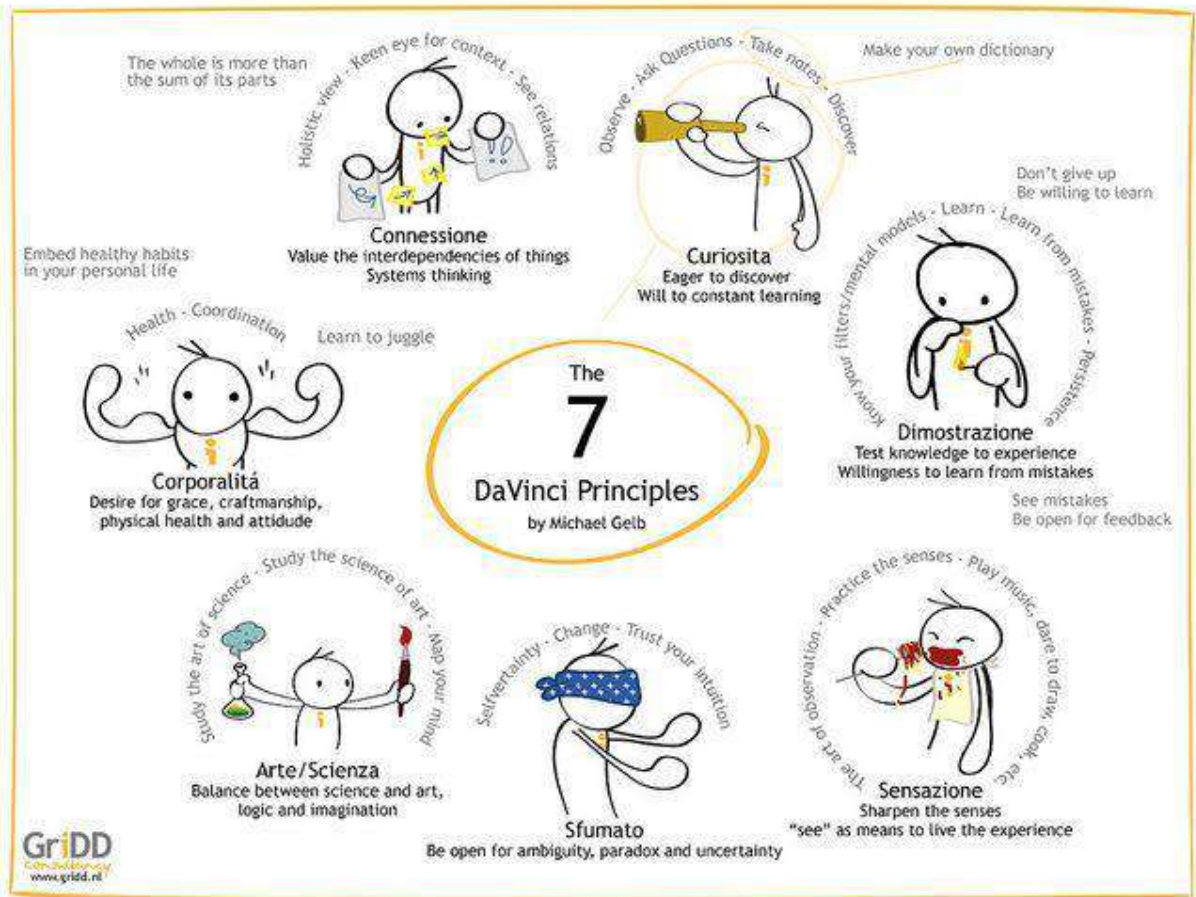 The
7
DaVinci Principles
by Michael Gelb
Observe - Ask Questions - Take notes - Discover
Make your own dictionary
Curiosita
Eager to discover
Will to constant learning
Don't give up
Be willing to learn
Know your filters/mental models - Learn - Learn from mistakes - Persistence
Dimostrazione
Test knowledge to experience
Willingness to learn from mistakes
See mistakes
Be open for feedback
The art of observation - Practice the senses - Play music, dare to draw, cook, etc.
Sensazione
Sharpen the senses
"see" as means to live the experience
Selfvertainty - Change - Trust your intuition
Sfumato
Be open for ambiguity, paradox and uncertainty
Study the art of science - Study the science of art - Map your mind
Arte/Scienza
Balance between science and art,
logic and imagination
Embed healthy habits
in your personal life
Health - Coordination
Learn to juggle
Corporalitá
Desire for grace, craftmanship,
physical health and attidude
The whole is more than
the sum of its parts
Holistic view - Keen eye for context - See relations
Connessione
Value the interdependencies of things
Systems thinking
GriDD
consultancy
www.gridd.nl